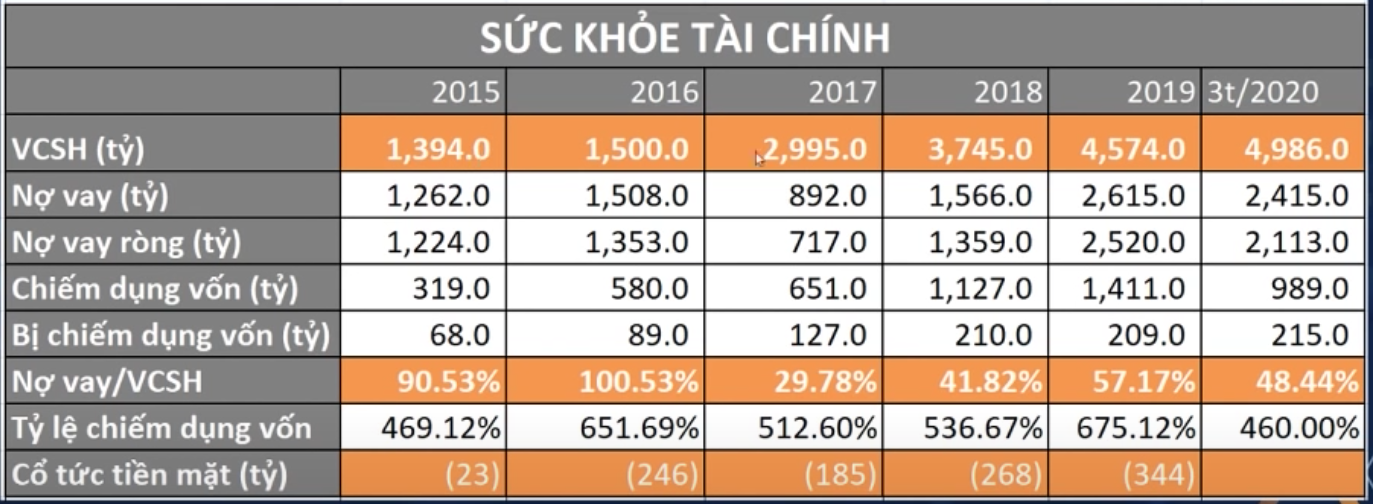 SỨC KHỎE TÀI CHÍNH
2015 2016 2017 2018 2019 3t/2020
VCSH (tỷ) 1,394.0 1,500.0 2,995.0 3,745.0 4,574.0 4,986.0
Nợ vay (tỷ) 1,262.0 1,508.0 892.0 1,566.0 2,615.0 2,415.0
Nợ vay ròng (tỷ) 1,224.0 1,353.0 717.0 1,359.0 2,520.0 2,113.0
Chiếm dụng vốn (tỷ) 319.0 580.0 651.0 1,127.0 1,411.0 989.0
Bị chiếm dụng vốn (tỷ) 68.0 89.0 127.0 210.0 209.0 215.0
Nợ vay/VCSH 90.53% 100.53% 29.78% 41.82% 57.17% 48.44%
Tỷ lệ chiếm dụng vốn 469.12% 651.69% 512.60% 536.67% 675.12% 460.00%
Cổ tức tiền mặt (tỷ) (23) (246) (185) (268) (344)